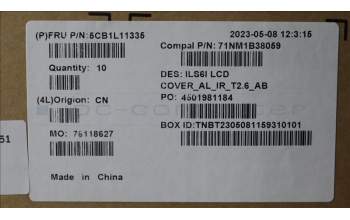 (P)FRU P/N:5CB1L11335
2023-05-08 12:3:15
Compal P/N: 71NM1B38059
Quantity: 10
DES: ILS6I LCD
COVER_AL_IR_T2.6_AB
(4L)Origion: CN
PO: 4501981184
MO: 76118627
BOX ID:TNBT2305081159310101
51
Made in China